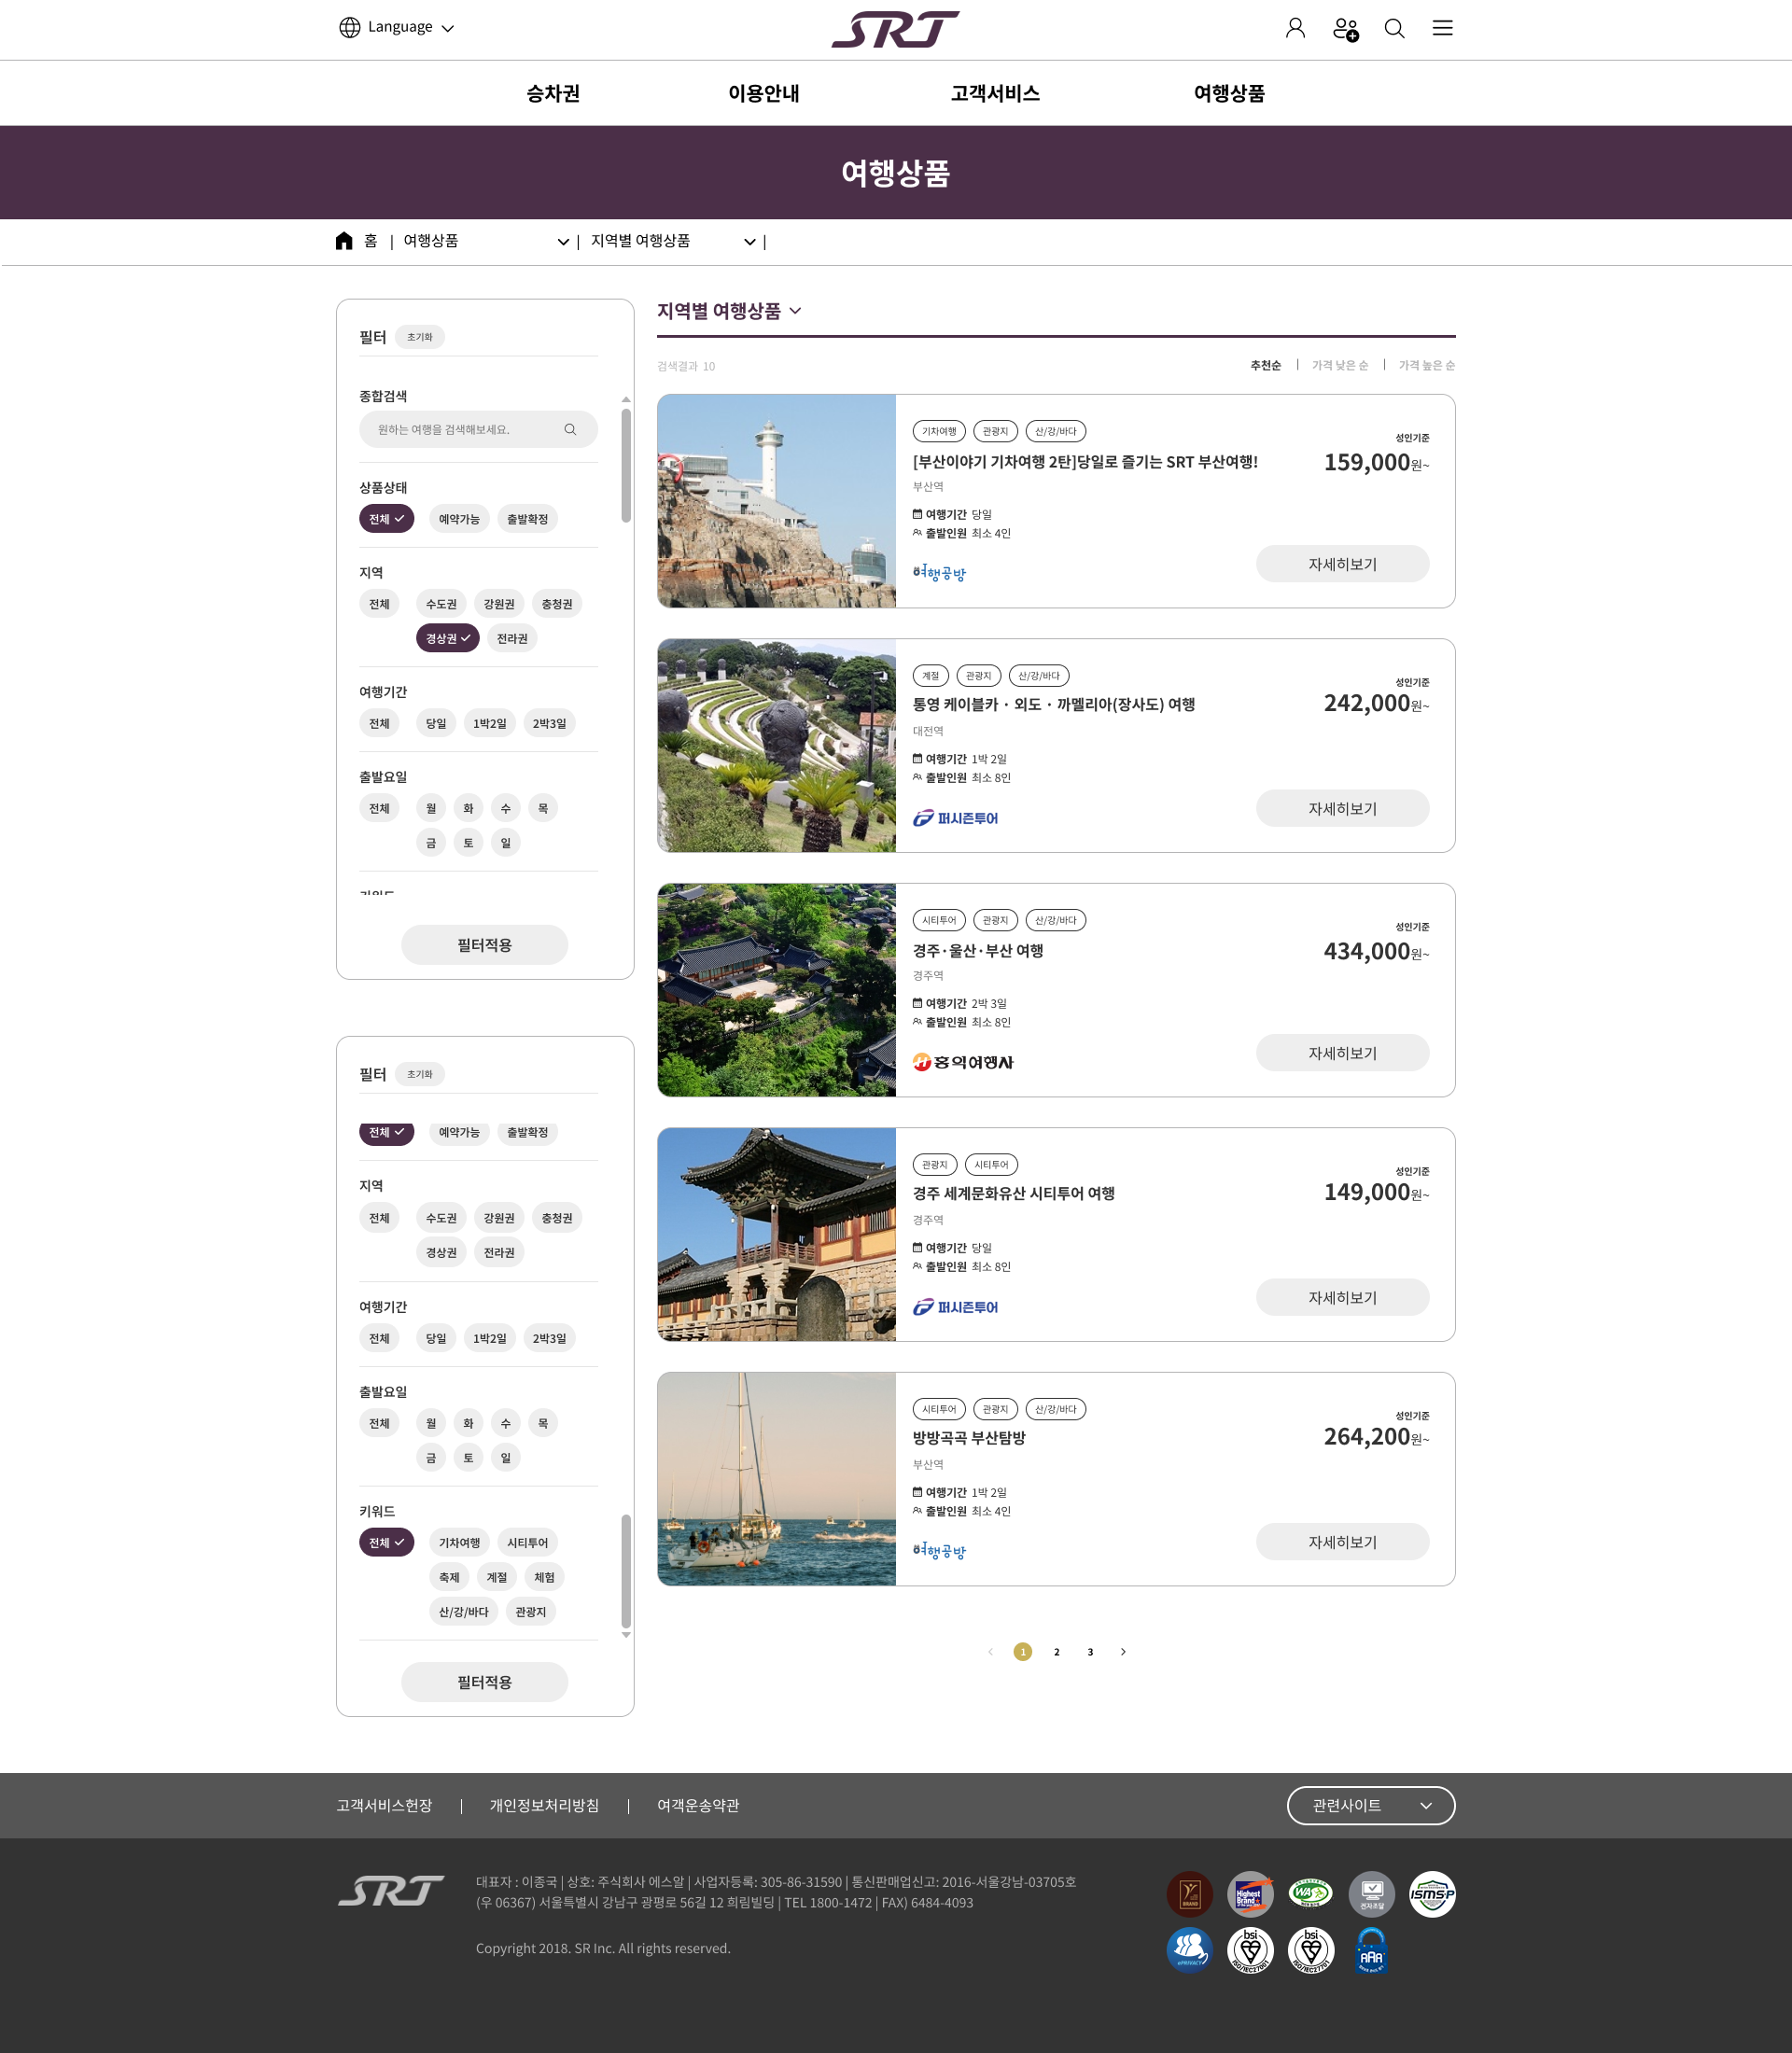 Language
SRT
승차권 이용안내 고객서비스 여행상품
여행상품
홈 | 여행상품 | 지역별 여행상품 |
필터 초기화
종합검색
원하는 여행을 검색해보세요.
상품상태
전체 예약가능 출발확정
지역
전체 수도권 강원권 충청권
경상권 전라권
여행기간
전체 당일 1박2일 2박3일
출발요일
전체 월 화 수 목
금 토 일
필터적용
필터 초기화
전체 예약가능 출발확정
지역
전체 수도권 강원권 충청권
경상권 전라권
여행기간
전체 당일 1박2일 2박3일
출발요일
전체 월 화 수 목
금 토 일
키워드
전체 기차여행 시티투어
축제 계절 체험
산/강/바다 관광지
필터적용
지역별 여행상품
검색결과 10
추천순 | 가격 낮은 순 | 가격 높은 순
기차여행 관광지 산/강/바다
성인기준
[부산이야기 기차여행 2탄]당일로 즐기는 SRT 부산여행!
159,000원~
부산역
여행기간 당일
출발인원 최소 4인
자세히보기
여행공방
계절 관광지 산/강/바다
성인기준
통영 케이블카 · 외도 · 까멜리아(장사도) 여행
242,000원~
대전역
여행기간 1박 2일
출발인원 최소 8인
자세히보기
퍼시즌투어
시티투어 관광지 산/강/바다
성인기준
경주·울산·부산 여행
434,000원~
경주역
여행기간 2박 3일
출발인원 최소 8인
자세히보기
홍익여행사
관광지 시티투어
성인기준
경주 세계문화유산 시티투어 여행
149,000원~
경주역
여행기간 당일
출발인원 최소 8인
자세히보기
퍼시즌투어
시티투어 관광지 산/강/바다
성인기준
방방곡곡 부산탐방
264,200원~
부산역
여행기간 1박 2일
출발인원 최소 4인
자세히보기
여행공방
1 2 3
고객서비스헌장 | 개인정보처리방침 | 여객운송약관
관련사이트
SRT
대표자 : 이종국 | 상호: 주식회사 에스알 | 사업자등록: 305-86-31590 | 통신판매업신고: 2016-서울강남-03705호
(우 06367) 서울특별시 강남구 광평로 56길 12 희림빌딩 | TEL 1800-1472 | FAX) 6484-4093
Copyright 2018. SR Inc. All rights reserved.
BRAND
Highest Brand
WA
전자조달
ISMS-P
ePRIVACY
bsi
ISO/IEC27001
bsi
ISO/IEC27701
AAA